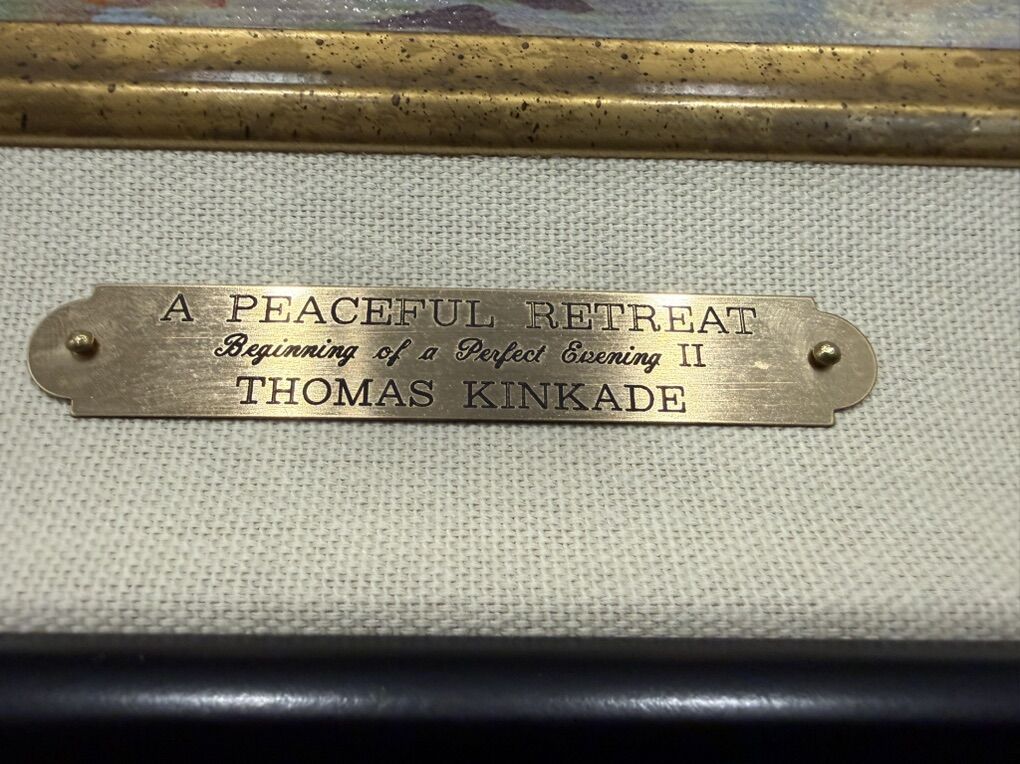 A PEACEFUL RETREAT
Beginning of a Perfect Evening II
THOMAS KINKADE